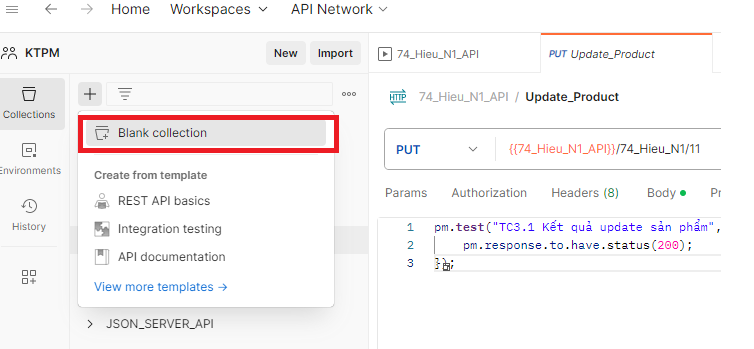 Home Workspaces API Network
KTPM New Import
Collections
Environments
History
Blank collection
Create from template
REST API basics
Integration testing
API documentation
View more templates →
JSON_SERVER_API
74_Hieu_N1_API PUT Update_Product
HTTP 74_Hieu_N1_API / Update_Product
PUT {{74_Hieu_N1_API}}/74_Hieu_N1/11
Params Authorization Headers (8) Body
1 pm.test("TC3.1 Kết quả update sản phẩm",
2 pm.response.to.have.status(200);
3 });